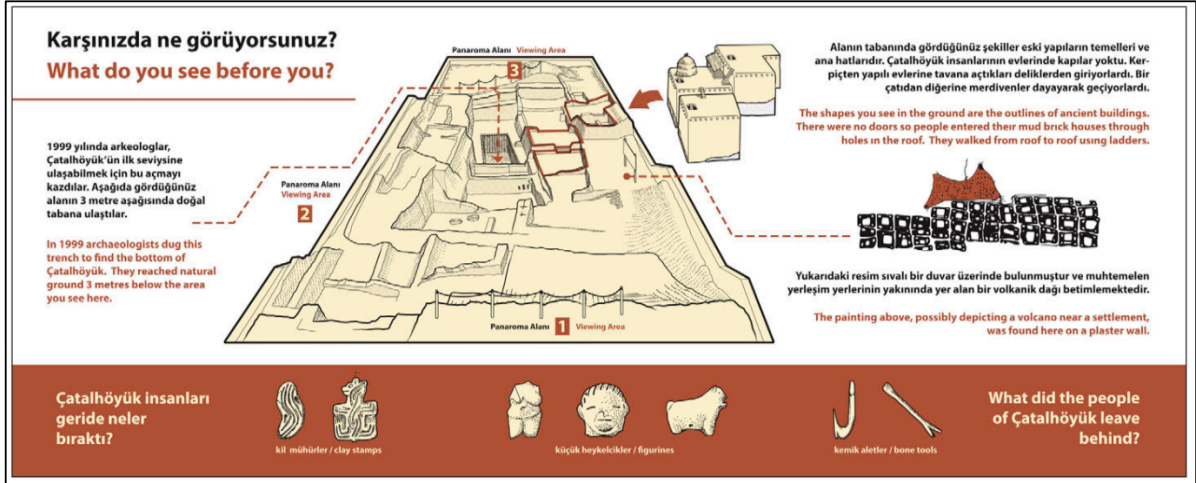 Karşınızda ne görüyorsunuz?
What do you see before you?
1999 yılında arkeologlar,
Çatalhöyük’ün ilk seviysine
ulaşabilmek için bu açmayı
kazdılar. Aşağıda gördüğünüz
alanın 3 metre aşağısında doğal
tabana ulaştılar.
In 1999 archaeologists dug this
trench to find the bottom of
Çatalhöyük. They reached natural
ground 3 metres below the area
you see here.
Panaroma Alanı Viewing Area
3
Panaroma Alanı
Viewing Area
2
Panaroma Alanı 1 Viewing Area
Alanın tabanında gördüğünüz şekiller eski yapıların temelleri ve
ana hatlarıdır. Çatalhöyük insanlarının evlerinde kapılar yoktu. Ker-
piçten yapılı evlerine tavana açtıkları deliklerden giriyorlardı. Bir
çatıdan diğerine merdivenler dayayarak geçiyorlardı.
The shapes you see in the ground are the outlines of ancient buildings.
There were no doors so people entered theır mud brıck houses through
holes ın the roof. They walked from roof to roof usıng ladders.
Yukarıdaki resim sıvalı bir duvar üzerinde bulunmuştur ve muhtemelen
yerleşim yerlerinin yakınında yer alan bir volkanik dağı betimlemektedir.
The painting above, possibly depicting a volcano near a settlement,
was found here on a plaster wall.
Çatalhöyük insanları
geride neler
bıraktı?
kil mühürler / clay stamps
küçük heykelcikler / figurines
kemik aletler / bone tools
What did the people
of Çatalhöyük leave
behind?